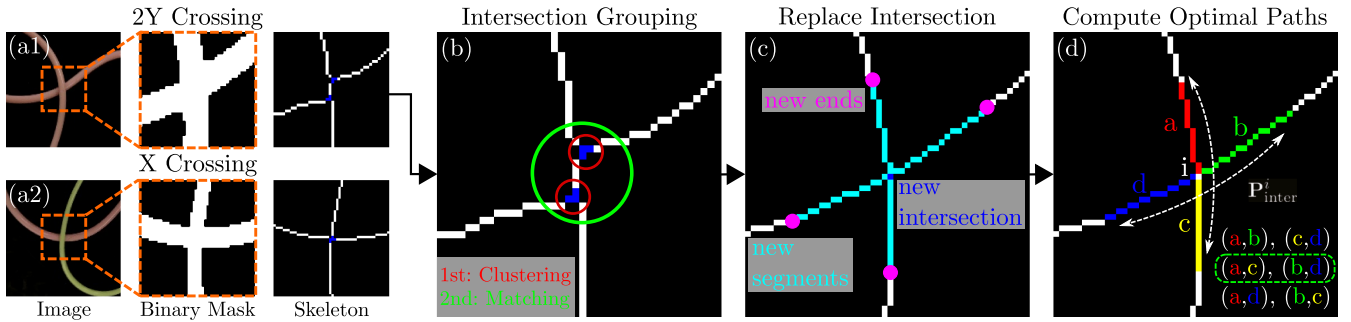 2Y Crossing
(a1)
X Crossing
(a2)
Image
Binary Mask
Skeleton
Intersection Grouping
(b)
1st: Clustering
2nd: Matching
Replace Intersection
(c)
new ends
new
intersection
new
segments
Compute Optimal Paths
(d)
a
b
i
d
c
P^i_inter
(a,b), (c,d)
(a,c), (b,d)
(a,d), (b,c)